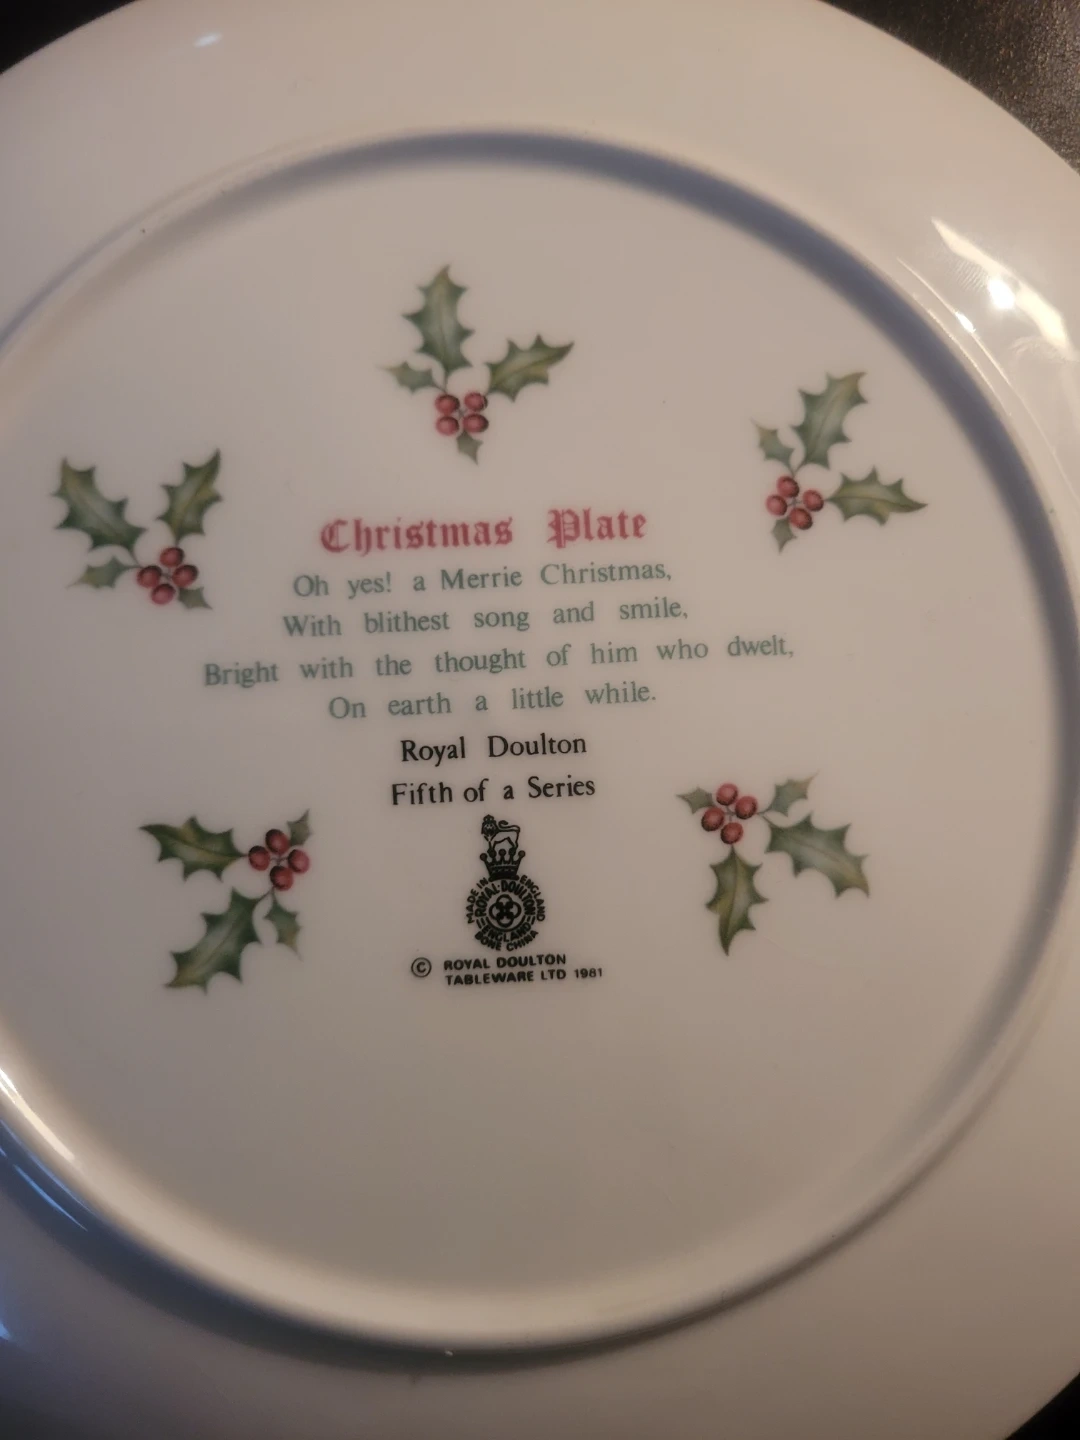 Christmas Plate
Oh yes! a Merrie Christmas,
With blithest song and smile,
Bright with the thought of him who dwelt,
On earth a little while.
Royal Doulton
Fifth of a Series
MADE IN ENGLAND
ROYAL·DOULTON
ENGLAND
BONE CHINA
© ROYAL DOULTON
TABLEWARE LTD 1981